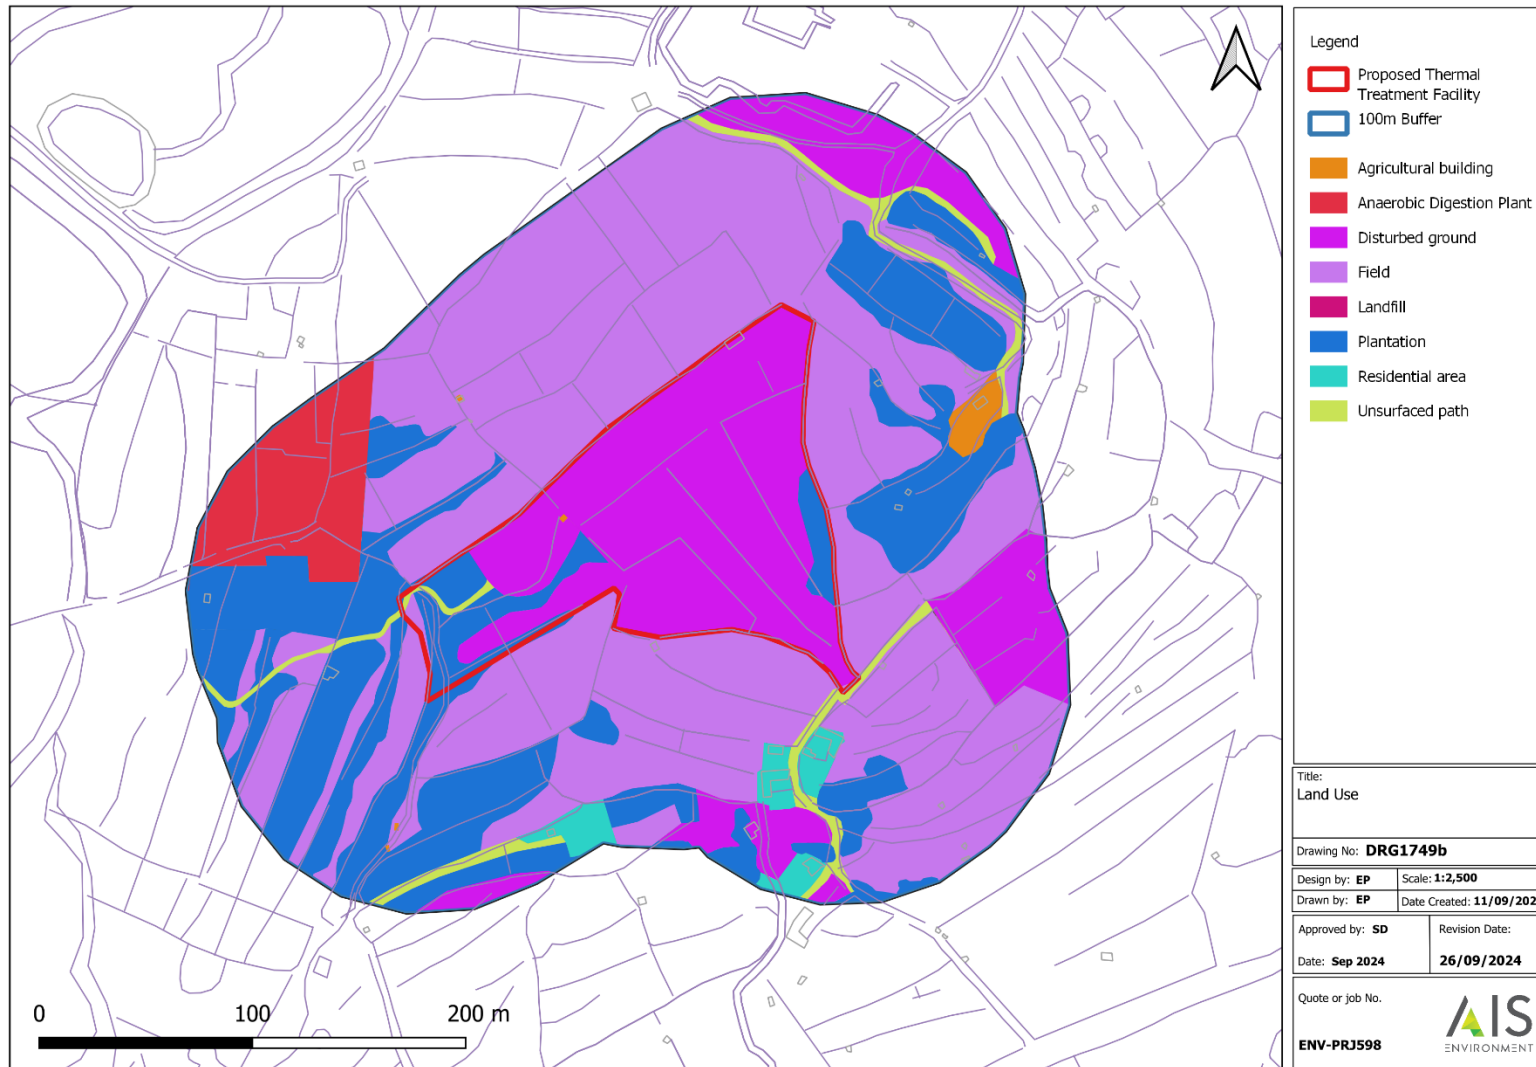 Legend
Proposed Thermal
Treatment Facility
100m Buffer
Agricultural building
Anaerobic Digestion Plant
Disturbed ground
Field
Landfill
Plantation
Residential area
Unsurfaced path
Title:
Land Use
Drawing No: DRG1749b
Design by: EP
Scale: 1:2,500
Drawn by: EP
Date Created: 11/09/202
Approved by: SD
Revision Date:
Date: Sep 2024
26/09/2024
Quote or job No.
ENV-PRJ598
AIS
ENVIRONMENT
0 100 200 m